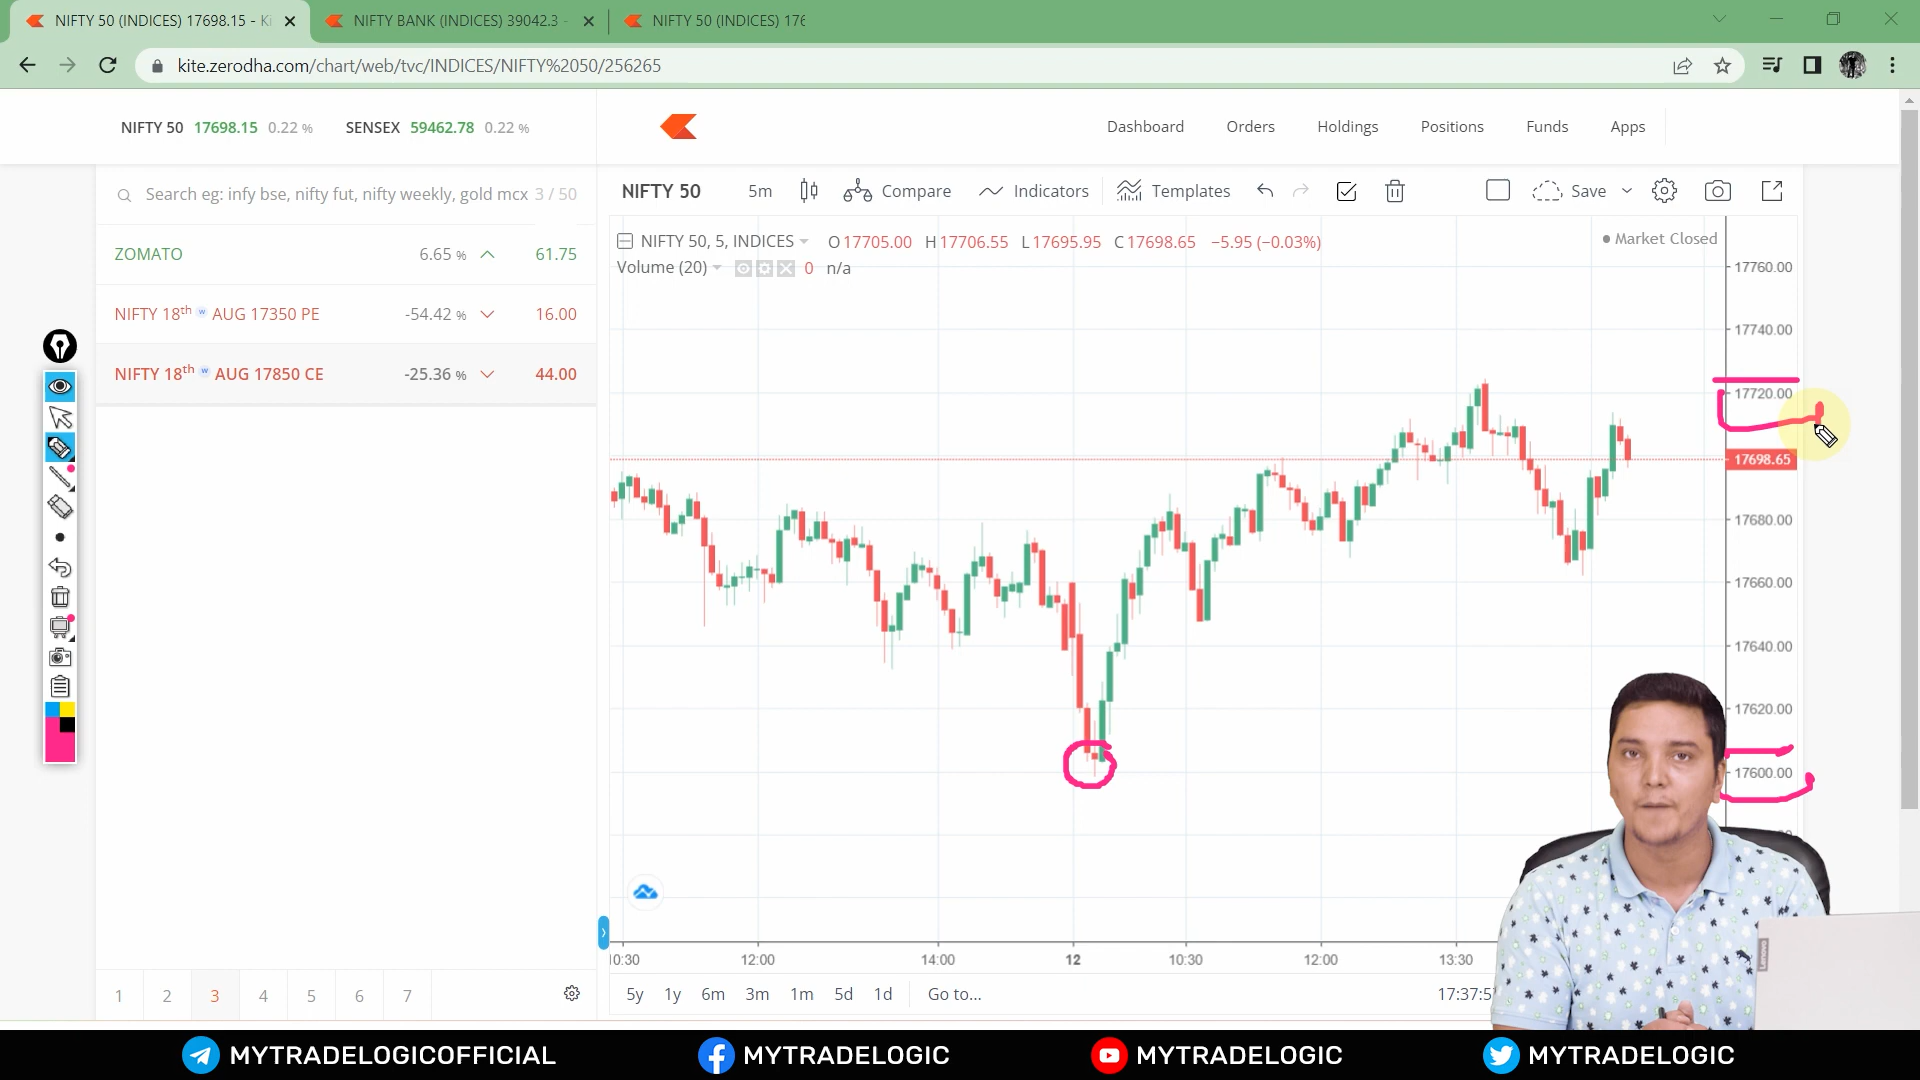 NIFTY 50 (INDICES) 17698.15 - Ki
NIFTY BANK (INDICES) 39042.3 -
NIFTY 50 (INDICES) 176
kite.zerodha.com/chart/web/tvc/INDICES/NIFTY%2050/256265
NIFTY 50 17698.15 0.22 % SENSEX 59462.78 0.22 %
Dashboard Orders Holdings Positions Funds Apps
Search eg: infy bse, nifty fut, nifty weekly, gold mcx 3 / 50
ZOMATO 6.65 % 61.75
NIFTY 18th w AUG 17350 PE -54.42 % 16.00
NIFTY 18th w AUG 17850 CE -25.36 % 44.00
NIFTY 50 5m Compare Indicators Templates Save
NIFTY 50, 5, INDICES O17705.00 H17706.55 L17695.95 C17698.65 −5.95 (−0.03%)
Market Closed
Volume (20) 0 n/a
17760.00
17740.00
17720.00
17698.65
17680.00
17660.00
17640.00
17620.00
17600.00
10:30 12:00 14:00 12 10:30 12:00 13:30
5y 1y 6m 3m 1m 5d 1d Go to...
17:37:5
1 2 3 4 5 6 7
Lenovo
MYTRADELOGICOFFICIAL
MYTRADELOGIC
MYTRADELOGIC
MYTRADELOGIC